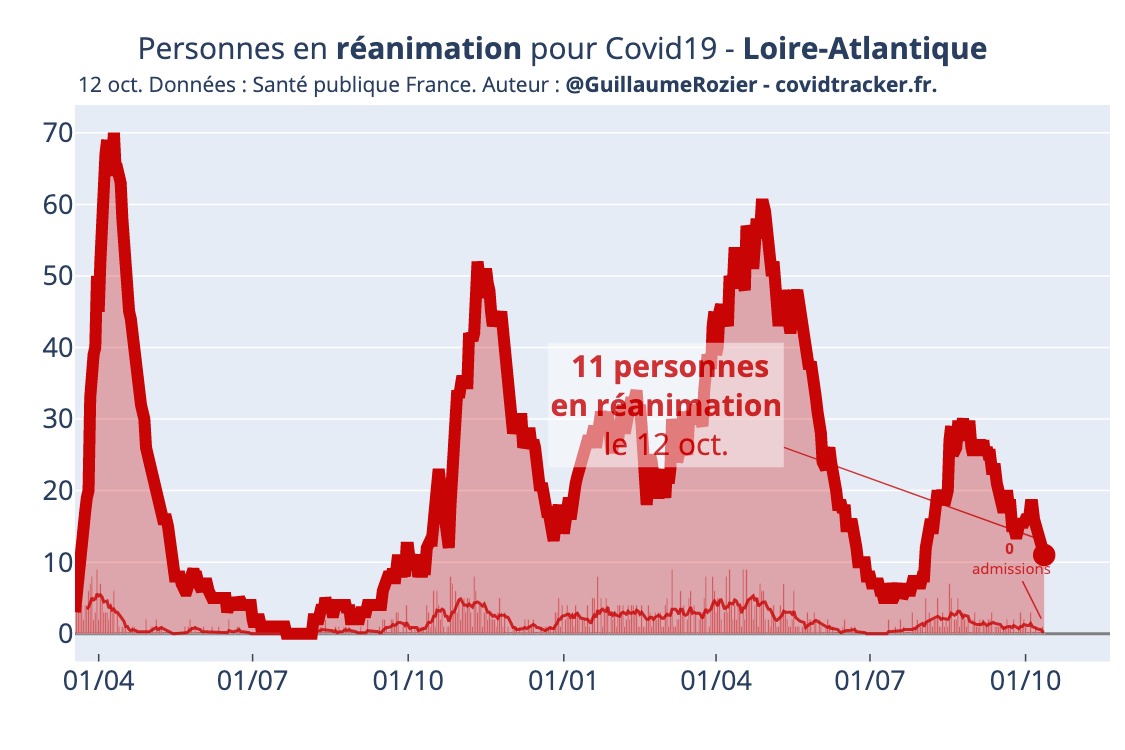 Personnes en réanimation pour Covid19 - Loire-Atlantique
12 oct. Données : Santé publique France. Auteur : @GuillaumeRozier - covidtracker.fr.
70
60
50
40
30
20
10
0
11 personnes
en réanimation
le 12 oct.
0
admissions
01/04
01/07
01/10
01/01
01/04
01/07
01/10